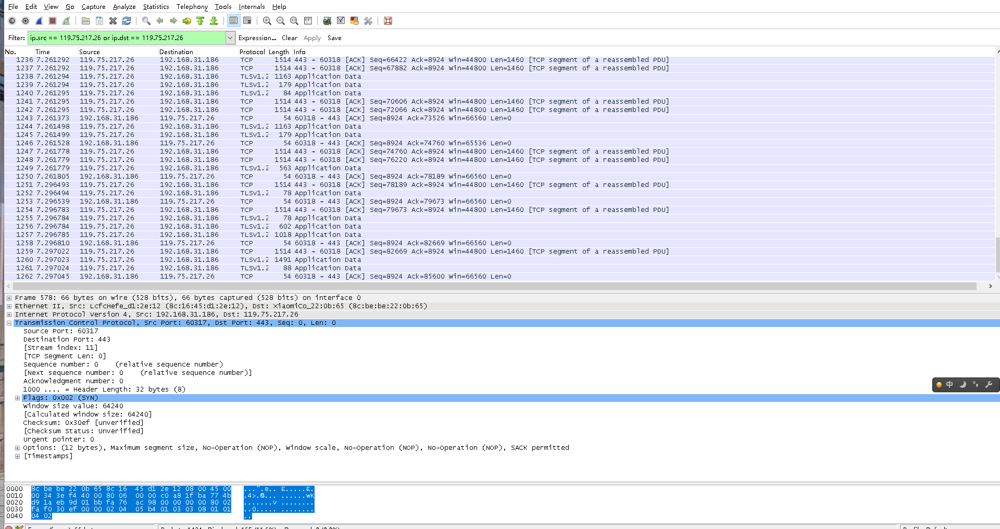 File Edit View Go Capture Analyze Statistics Telephony Tools Internals Help
Filter: ip.src == 119.75.217.26 or ip.dst == 119.75.217.26 Expression... Clear Apply Save
No. Time Source Destination Protocol Length Info
1236 7.261292 119.75.217.26 192.168.31.186 TCP 1514 443 → 60318 [ACK] Seq=66422 Ack=8924 Win=44800 Len=1460 [TCP segment of a reassembled PDU]
1237 7.261292 119.75.217.26 192.168.31.186 TCP 1514 443 → 60318 [ACK] Seq=67882 Ack=8924 Win=44800 Len=1460 [TCP segment of a reassembled PDU]
1238 7.261294 119.75.217.26 192.168.31.186 TLSv1.2 1163 Application Data
1239 7.261294 119.75.217.26 192.168.31.186 TLSv1.2 179 Application Data
1240 7.261295 119.75.217.26 192.168.31.186 TLSv1.2 84 Application Data
1241 7.261295 119.75.217.26 192.168.31.186 TCP 1514 443 → 60318 [ACK] Seq=70606 Ack=8924 Win=44800 Len=1460 [TCP segment of a reassembled PDU]
1242 7.261295 119.75.217.26 192.168.31.186 TCP 1514 443 → 60318 [ACK] Seq=72066 Ack=8924 Win=44800 Len=1460 [TCP segment of a reassembled PDU]
1243 7.261373 192.168.31.186 119.75.217.26 TCP 54 60318 → 443 [ACK] Seq=8924 Ack=73526 Win=66560 Len=0
1244 7.261498 119.75.217.26 192.168.31.186 TLSv1.2 1163 Application Data
1245 7.261499 119.75.217.26 192.168.31.186 TLSv1.2 179 Application Data
1246 7.261528 192.168.31.186 119.75.217.26 TCP 54 60318 → 443 [ACK] Seq=8924 Ack=74760 Win=65536 Len=0
1247 7.261778 119.75.217.26 192.168.31.186 TCP 1514 443 → 60318 [ACK] Seq=74760 Ack=8924 Win=44800 Len=1460 [TCP segment of a reassembled PDU]
1248 7.261779 119.75.217.26 192.168.31.186 TCP 1514 443 → 60318 [ACK] Seq=76220 Ack=8924 Win=44800 Len=1460 [TCP segment of a reassembled PDU]
1249 7.261779 119.75.217.26 192.168.31.186 TLSv1.2 563 Application Data
1250 7.261805 192.168.31.186 119.75.217.26 TCP 54 60318 → 443 [ACK] Seq=8924 Ack=78189 Win=66560 Len=0
1251 7.296493 119.75.217.26 192.168.31.186 TCP 1514 443 → 60318 [ACK] Seq=78189 Ack=8924 Win=44800 Len=1460 [TCP segment of a reassembled PDU]
1252 7.296494 119.75.217.26 192.168.31.186 TLSv1.2 78 Application Data
1253 7.296539 192.168.31.186 119.75.217.26 TCP 54 60318 → 443 [ACK] Seq=8924 Ack=79673 Win=66560 Len=0
1254 7.296783 119.75.217.26 192.168.31.186 TCP 1514 443 → 60318 [ACK] Seq=79673 Ack=8924 Win=44800 Len=1460 [TCP segment of a reassembled PDU]
1255 7.296784 119.75.217.26 192.168.31.186 TLSv1.2 78 Application Data
1256 7.296784 119.75.217.26 192.168.31.186 TLSv1.2 602 Application Data
1257 7.296785 119.75.217.26 192.168.31.186 TLSv1.2 1018 Application Data
1258 7.296810 192.168.31.186 119.75.217.26 TCP 54 60318 → 443 [ACK] Seq=8924 Ack=82669 Win=66560 Len=0
1259 7.297022 119.75.217.26 192.168.31.186 TCP 1514 443 → 60318 [ACK] Seq=82669 Ack=8924 Win=44800 Len=1460 [TCP segment of a reassembled PDU]
1260 7.297023 119.75.217.26 192.168.31.186 TLSv1.2 1491 Application Data
1261 7.297024 119.75.217.26 192.168.31.186 TLSv1.2 88 Application Data
1262 7.297045 192.168.31.186 119.75.217.26 TCP 54 60318 → 443 [ACK] Seq=8924 Ack=85600 Win=66560 Len=0
Frame 578: 66 bytes on wire (528 bits), 66 bytes captured (528 bits) on interface 0
Ethernet II, Src: LcfcHefe_d1:2e:12 (8c:16:45:d1:2e:12), Dst: XiaomiCo_22:0b:65 (8c:be:be:22:0b:65)
Internet Protocol Version 4, Src: 192.168.31.186, Dst: 119.75.217.26
Transmission Control Protocol, Src Port: 60317, Dst Port: 443, Seq: 0, Len: 0
Source Port: 60317
Destination Port: 443
[Stream index: 11]
[TCP Segment Len: 0]
Sequence number: 0 (relative sequence number)
[Next sequence number: 0 (relative sequence number)]
Acknowledgment number: 0
1000 .... = Header Length: 32 bytes (8)
Flags: 0x002 (SYN)
Window size value: 64240
[Calculated window size: 64240]
Checksum: 0x30ef [unverified]
[Checksum Status: Unverified]
Urgent pointer: 0
Options: (12 bytes), Maximum segment size, No-Operation (NOP), Window scale, No-Operation (NOP), No-Operation (NOP), SACK permitted
[Timestamps]
中
0000 8c be be 22 0b 65 8c 16 45 d1 2e 12 08 00 45 00 ...".e.. E.....E.
0010 00 34 3e f4 40 00 80 06 00 00 c0 a8 1f ba 77 4b .4>.@... ......wK
0020 d9 1a eb 9d 01 bb fa 76 ac 98 00 00 00 00 80 02 .......v ........
0030 fa f0 30 ef 00 00 02 04 05 b4 01 03 03 08 01 01 ..0..... ........
0040 04 02 ..